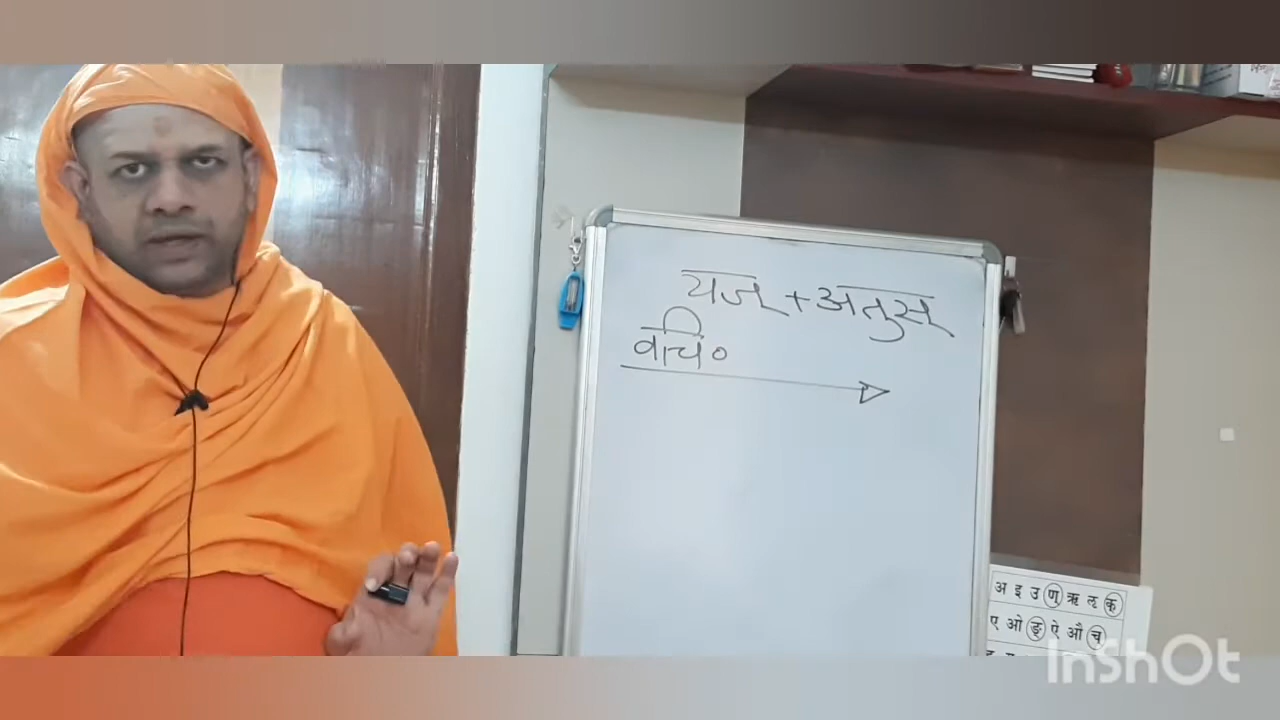 यज् + अतुस्
वचि०
अ इ उ ण् ऋ लृ क्
ए ओ ङ् ऐ औ च्
InShOt